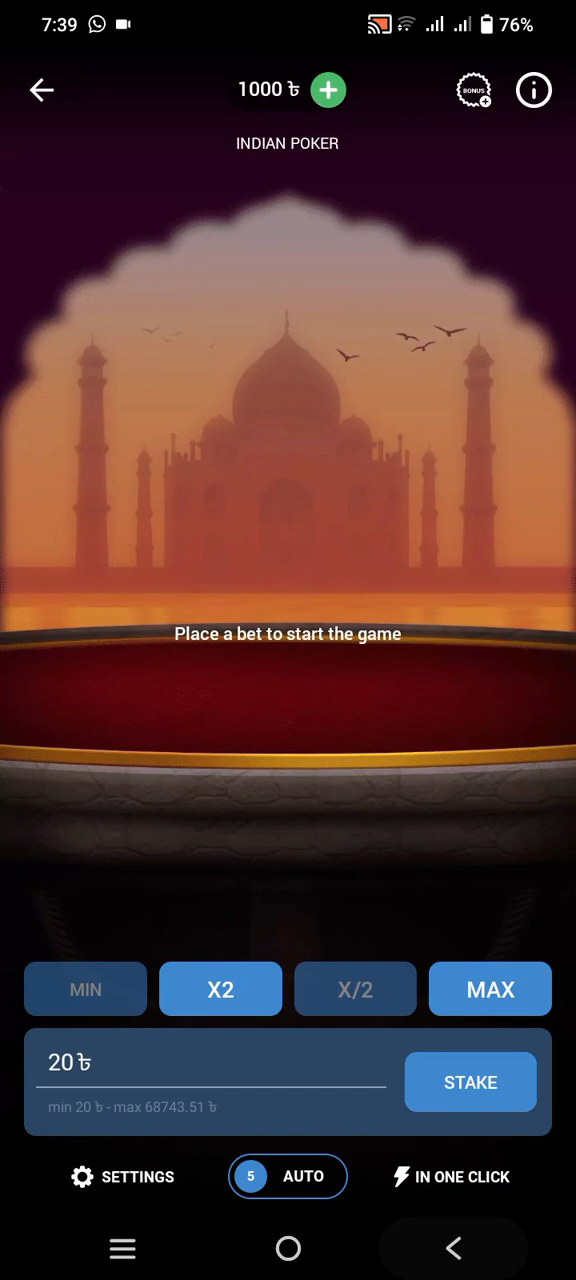 7:39 76%
1000 ৳
BONUS
INDIAN POKER
Place a bet to start the game
MIN X2 X/2 MAX
20 ৳
STAKE
min 20 ৳ - max 68743.51 ৳
SETTINGS 5 AUTO IN ONE CLICK